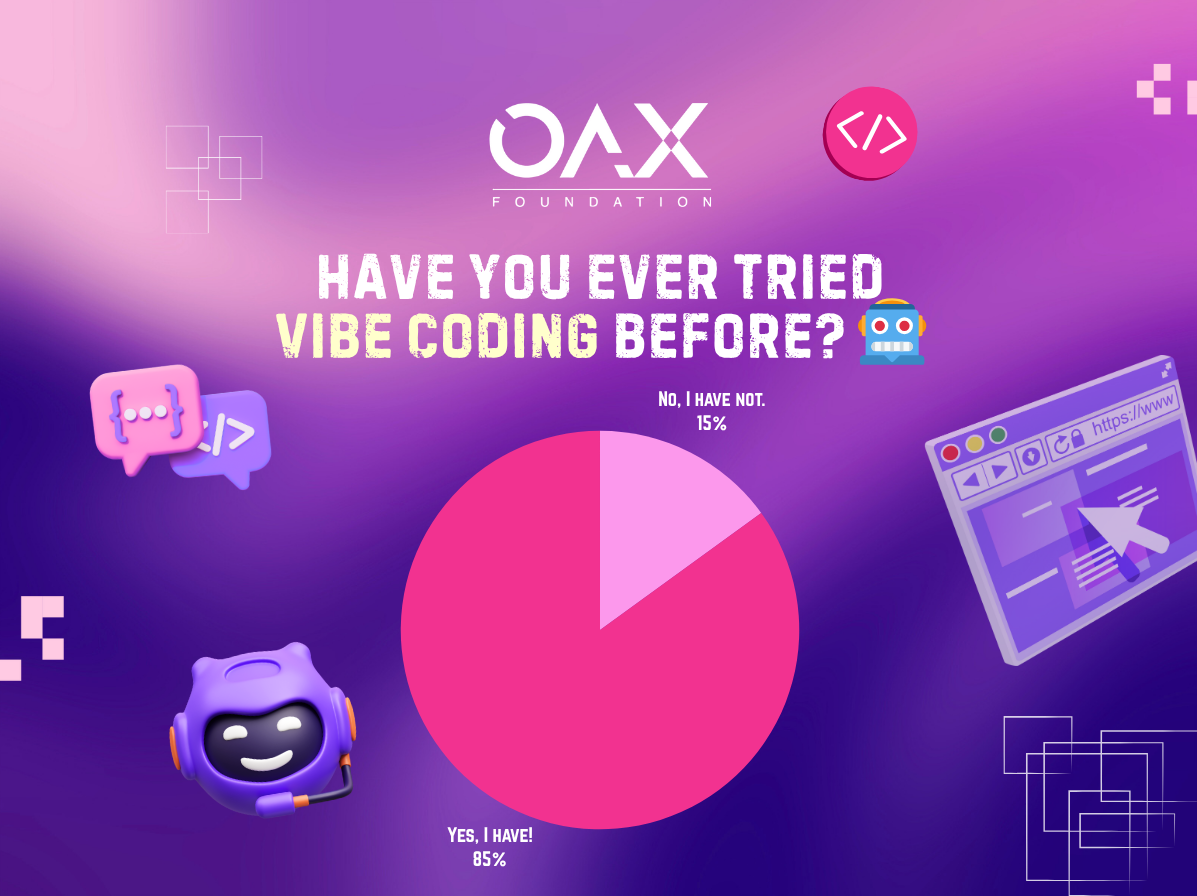 OAX
FOUNDATION
</>
HAVE YOU EVER TRIED
VIBE CODING BEFORE?
{...}
</>
No, I have not.
15%
https://www
Yes, I have!
85%